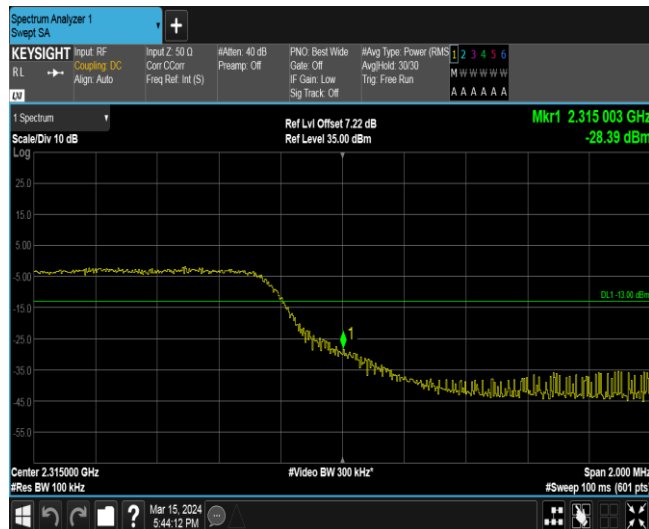 Spectrum Analyzer 1
Swept SA
+
KEYSIGHT
RL
LXI
Input: RF
Coupling: DC
Align: Auto
Input Z: 50 Ω
Corr CCorr
Freq Ref: Int (S)
#Atten: 40 dB
Preamp: Off
PNO: Best Wide
Gate: Off
IF Gain: Low
Sig Track: Off
#Avg Type: Power (RMS
Avg|Hold: 30/30
Trig: Free Run
1 2 3 4 5 6
M W W W W W
A A A A A A
1 Spectrum
Scale/Div 10 dB
Ref Lvl Offset 7.22 dB
Ref Level 35.00 dBm
Mkr1 2.315 003 GHz
-28.39 dBm
Log
25.0
15.0
5.00
-5.00
-15.0
-25.0
-35.0
-45.0
-55.0
DL1 -13.00 dBm
1
Center 2.315000 GHz
#Res BW 100 kHz
#Video BW 300 kHz*
Span 2.000 MHz
#Sweep 100 ms (601 pts)
?
Mar 15, 2024
5:44:12 PM